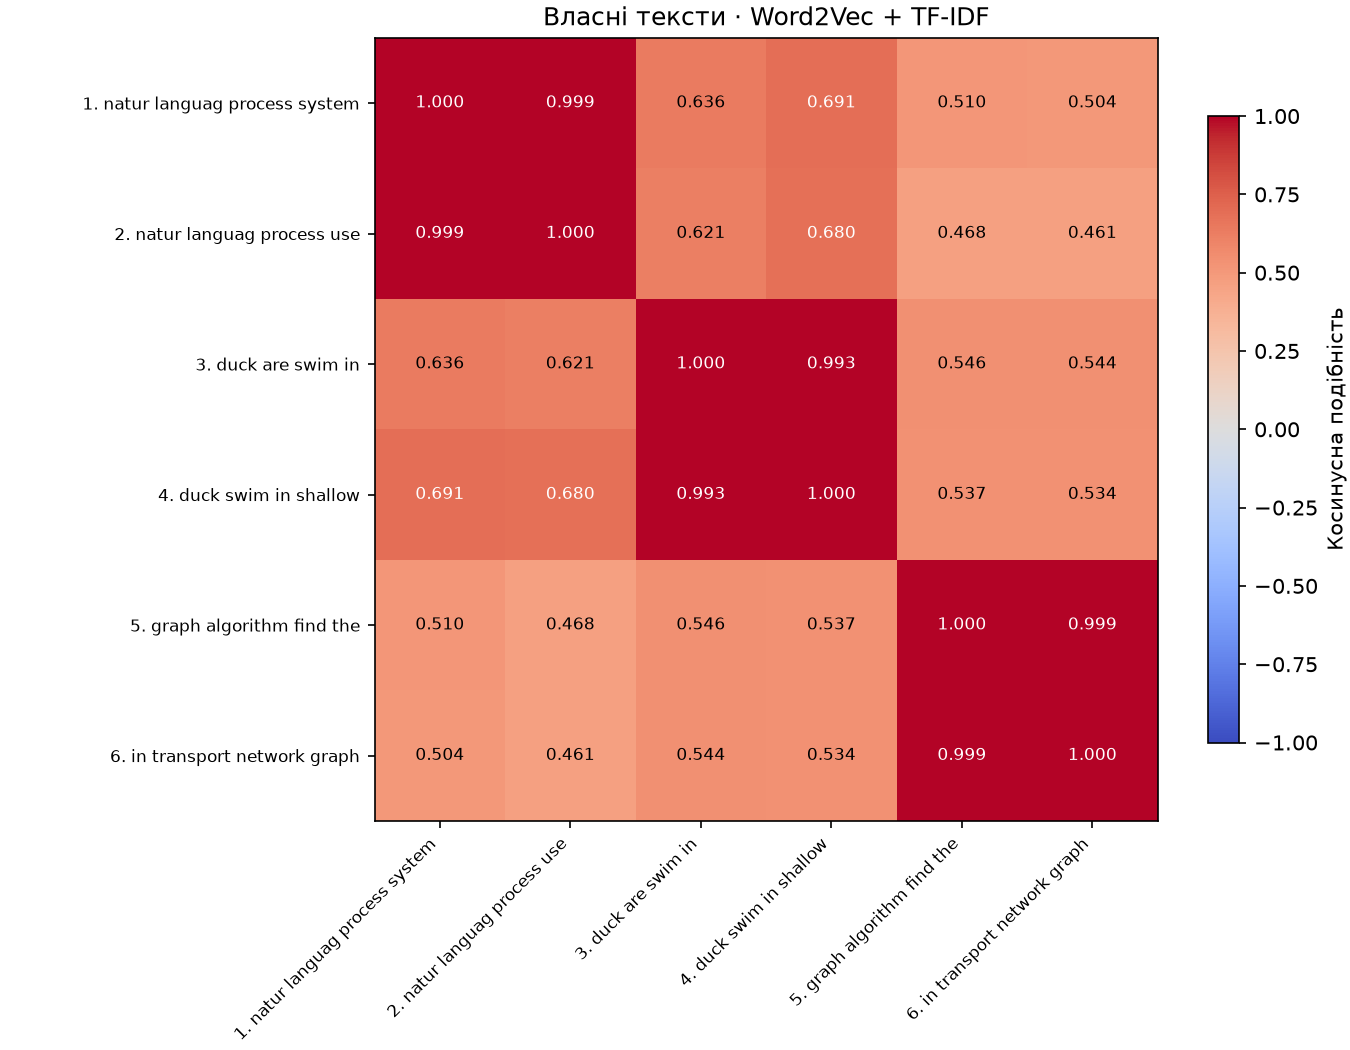 Власні тексти · Word2Vec + TF-IDF
1. natur languag process system
1.000 0.999 0.636 0.691 0.510 0.504
2. natur languag process use
0.999 1.000 0.621 0.680 0.468 0.461
3. duck are swim in
0.636 0.621 1.000 0.993 0.546 0.544
4. duck swim in shallow
0.691 0.680 0.993 1.000 0.537 0.534
5. graph algorithm find the
0.510 0.468 0.546 0.537 1.000 0.999
6. in transport network graph
0.504 0.461 0.544 0.534 0.999 1.000
1. natur languag process system
2. natur languag process use
3. duck are swim in
4. duck swim in shallow
5. graph algorithm find the
6. in transport network graph
1.00
0.75
0.50
0.25
0.00
−0.25
−0.50
−0.75
−1.00
Косинусна подібність